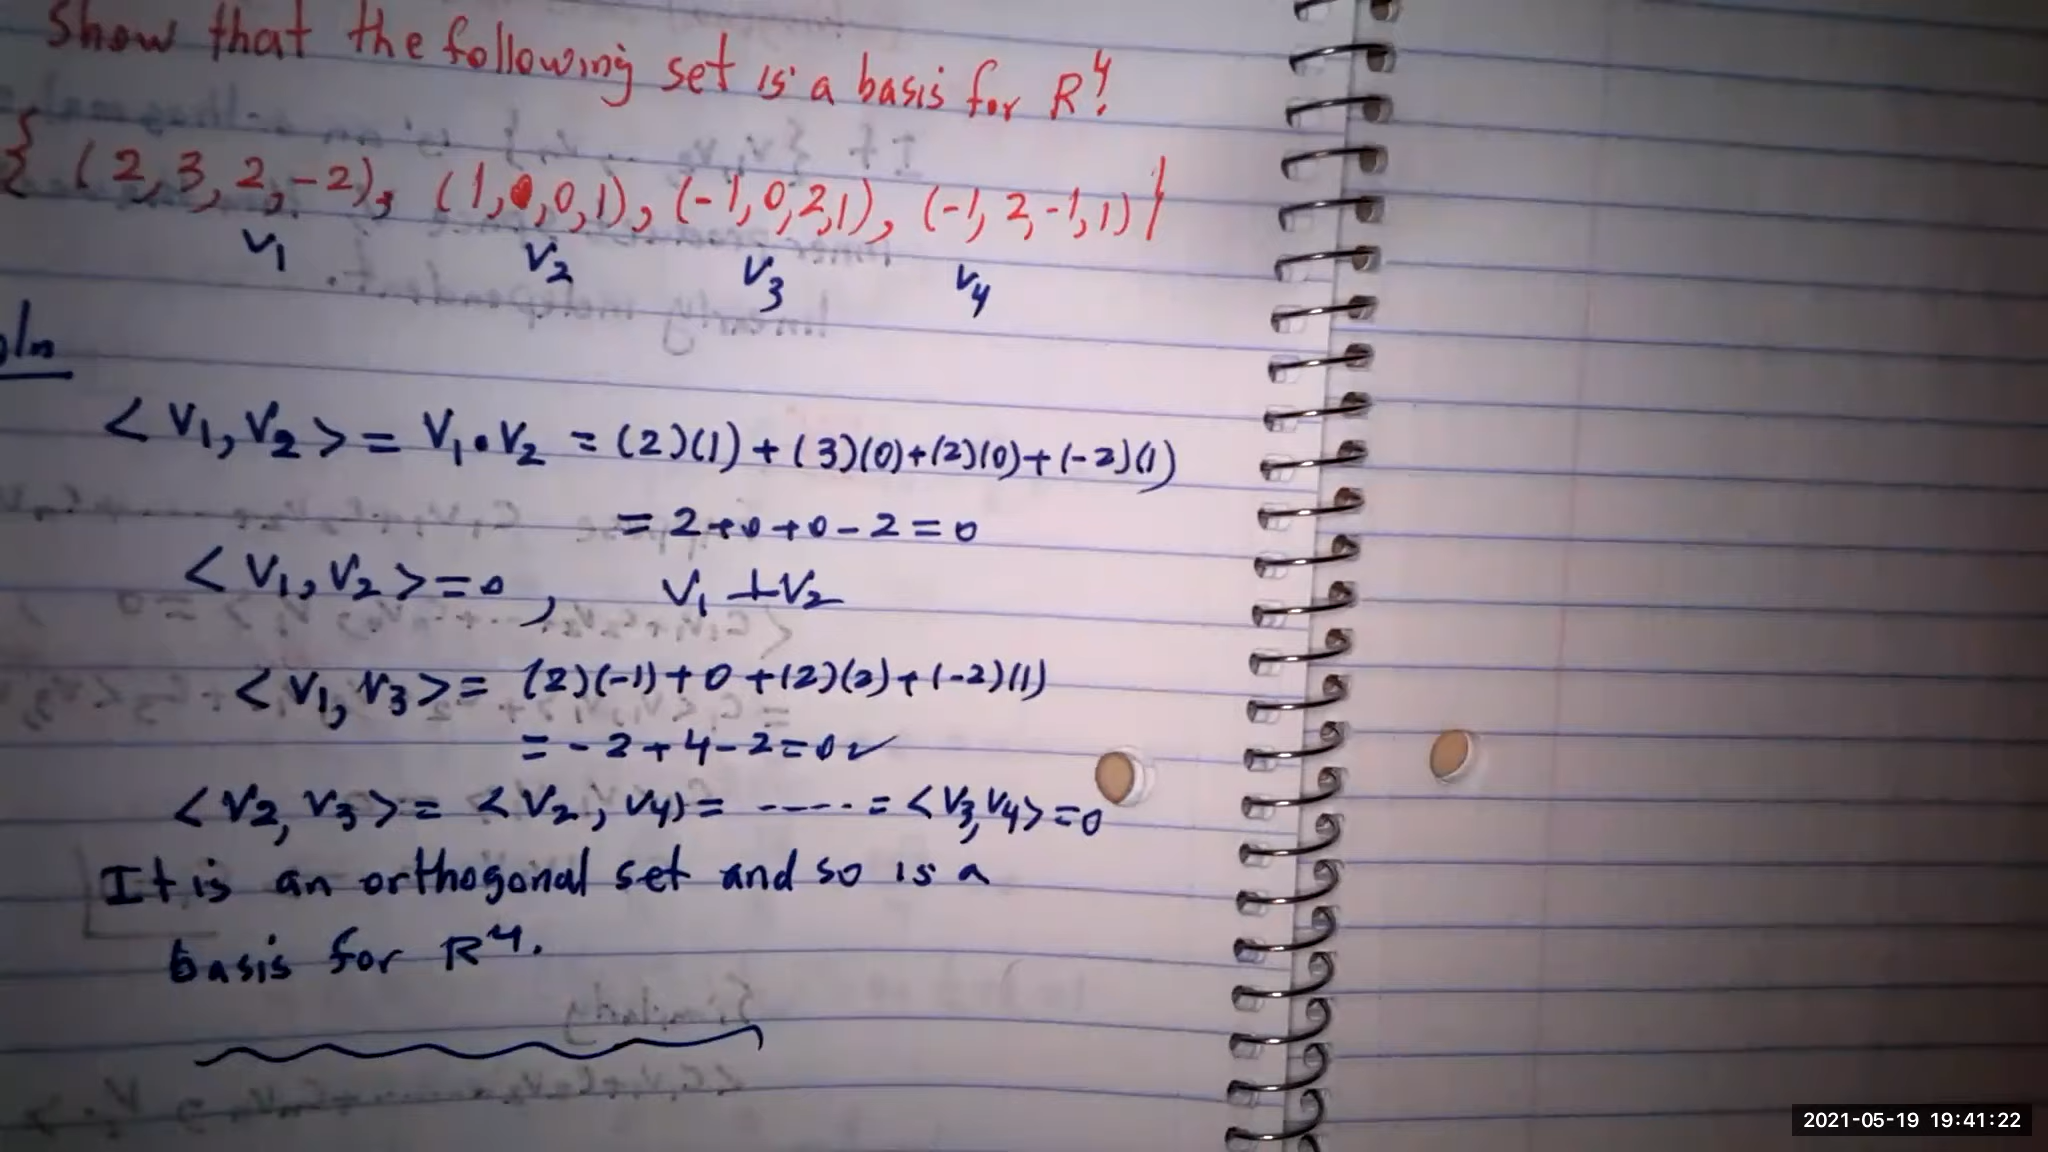 Show that the following set is a basis for R⁴!
{(2,3,2,-2), (1,0,0,1), (-1,0,2,1), (-1,2,-1,1)}
V1 V2 V3 V4
oln
<V1,V2> = V1•V2 = (2)(1)+(3)(0)+(2)(0)+(-2)(1)
= 2+0+0-2=0
<V1,V2>=0, V1⊥V2
<V1,V3>= (2)(-1)+0+(2)(2)+(-2)(1)
= -2+4-2=0✓
<V2,V3>= <V2,V4)= ----- = <V3,V4>=0
It is an orthogonal set and so is a
basis for R⁴.
2021-05-19 19:41:22